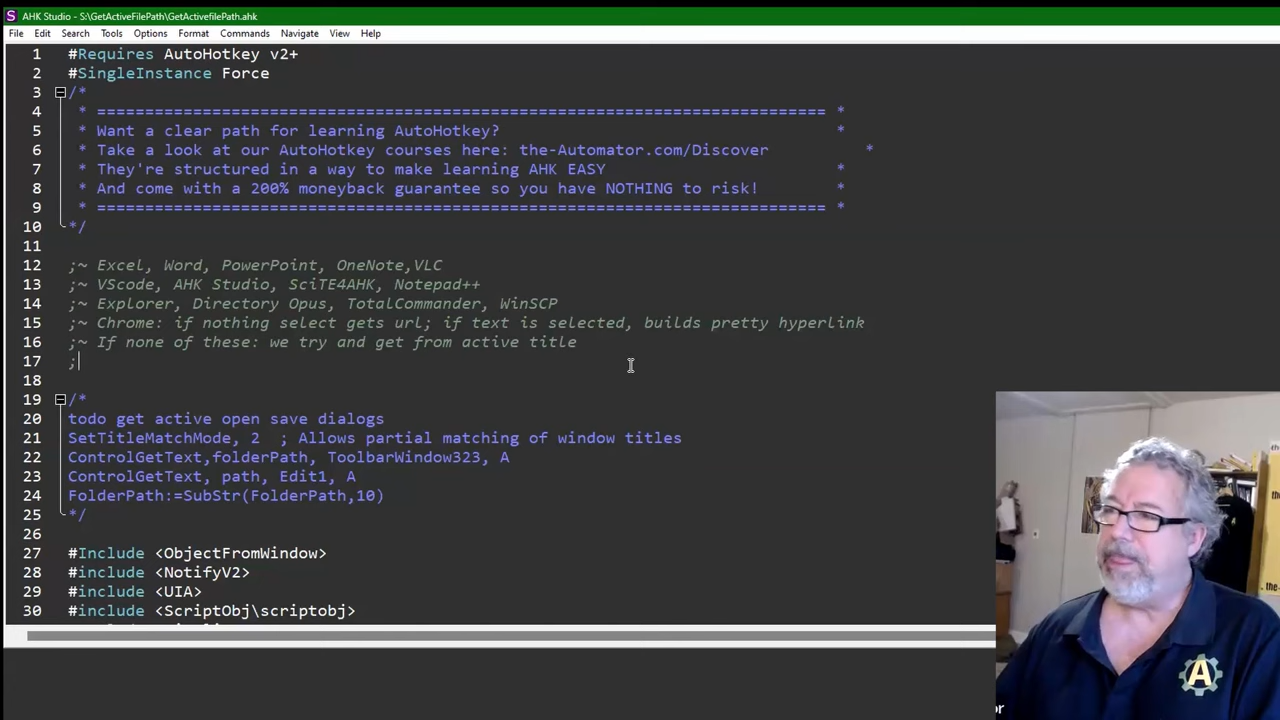 AHK Studio - S:\GetActiveFilePath\GetActivefilePath.ahk
File Edit Search Tools Options Format Commands Navigate View Help
1 #Requires AutoHotkey v2+
2 #SingleInstance Force
3 /*
4 * ============================================================================ *
5 * Want a clear path for learning AutoHotkey? *
6 * Take a look at our AutoHotkey courses here: the-Automator.com/Discover *
7 * They're structured in a way to make learning AHK EASY *
8 * And come with a 200% moneyback guarantee so you have NOTHING to risk! *
9 * ============================================================================ *
10 */
11
12 ;~ Excel, Word, PowerPoint, OneNote,VLC
13 ;~ VScode, AHK Studio, SciTE4AHK, Notepad++
14 ;~ Explorer, Directory Opus, TotalCommander, WinSCP
15 ;~ Chrome: if nothing select gets url; if text is selected, builds pretty hyperlink
16 ;~ If none of these: we try and get from active title
17 ;
18
19 /*
20 todo get active open save dialogs
21 SetTitleMatchMode, 2 ; Allows partial matching of window titles
22 ControlGetText,folderPath, ToolbarWindow323, A
23 ControlGetText, path, Edit1, A
24 FolderPath:=SubStr(FolderPath,10)
25 */
26
27 #Include <ObjectFromWindow>
28 #include <NotifyV2>
29 #include <UIA>
30 #include <ScriptObj\scriptobj>
A
or